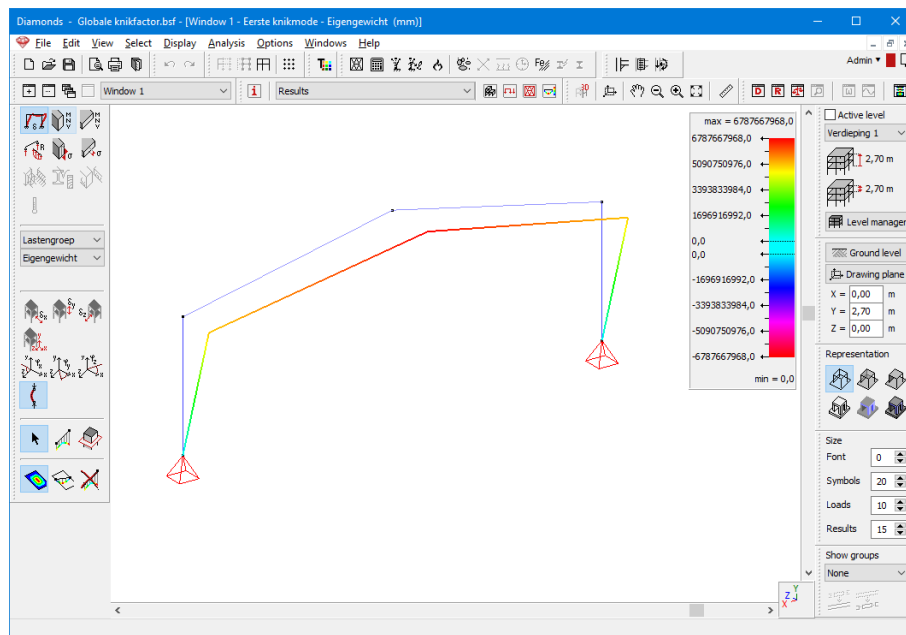 Diamonds - Globale knikfactor.bsf - [Window 1 - Eerste knikmode - Eigengewicht (mm)]
File Edit View Select Display Analysis Options Windows Help
Admin
Window 1
Results
Active level
Verdieping 1
2,70 m
2,70 m
Level manager
Ground level
Drawing plane
X = 0,00 m
Y = 2,70 m
Z = 0,00 m
Representation
Size
Font 0
Symbols 20
Loads 10
Results 15
Show groups
None
Lastengroep
Eigengewicht
max = 6787667968,0
6787667968,0
5090750976,0
3393833984,0
1696916992,0
0,0
0,0
-1696916992,0
-3393833984,0
-5090750976,0
-6787667968,0
min = 0,0
Y
Z
X